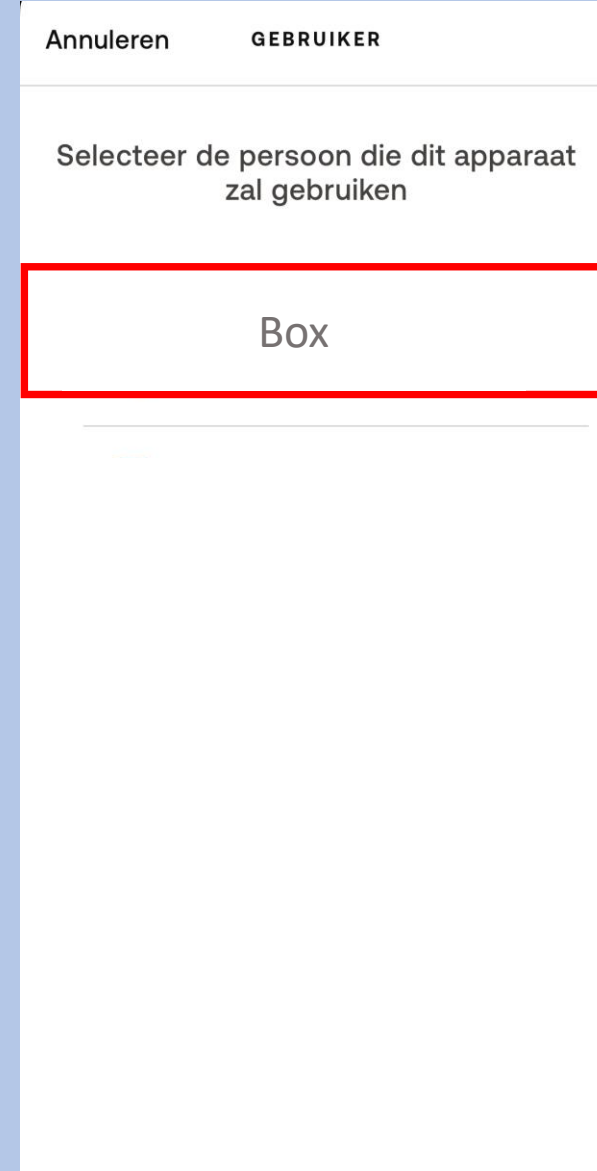 Annuleren GEBRUIKER
Selecteer de persoon die dit apparaat
zal gebruiken
Box